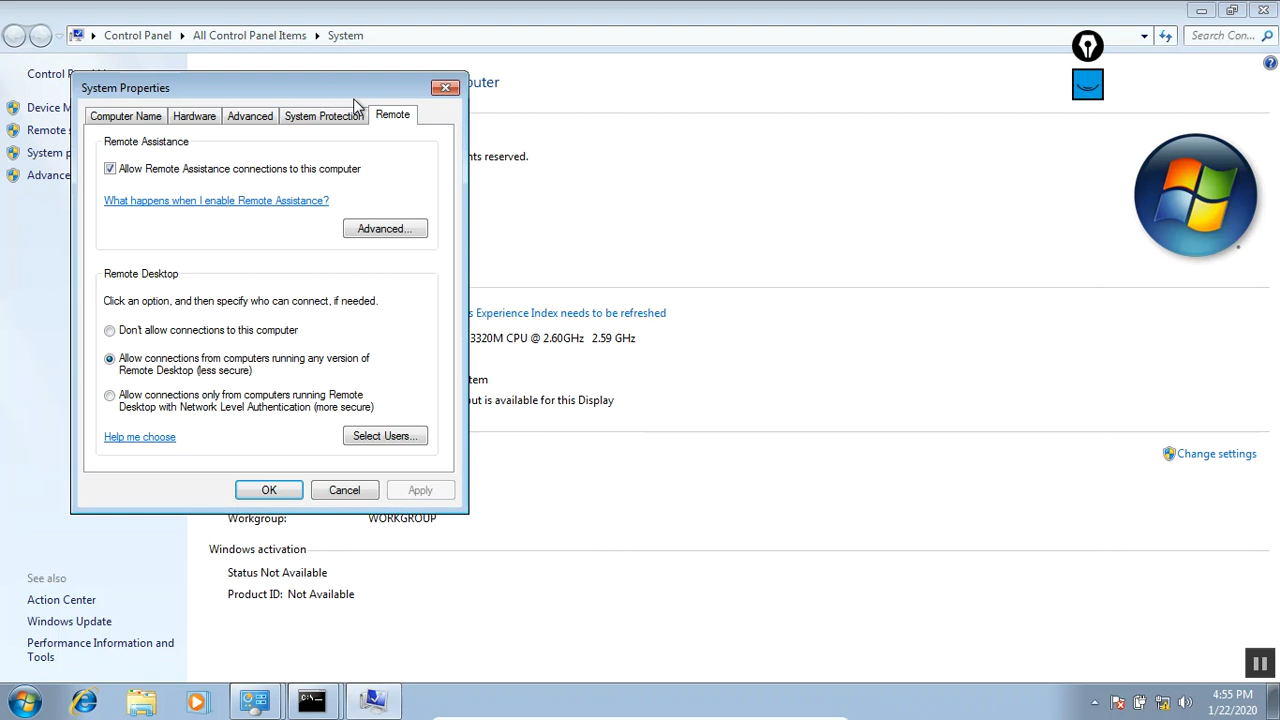 Control Panel
All Control Panel Items
System
Search Con...
Control
Device M
Remote s
System p
Advance
System Properties
puter
Computer Name
Hardware
Advanced
System Protection
Remote
Remote Assistance
Allow Remote Assistance connections to this computer
What happens when I enable Remote Assistance?
Advanced...
Remote Desktop
Click an option, and then specify who can connect, if needed.
Don't allow connections to this computer
Allow connections from computers running any version of
Remote Desktop (less secure)
Allow connections only from computers running Remote
Desktop with Network Level Authentication (more secure)
Help me choose
Select Users...
OK
Cancel
Apply
hts reserved.
s Experience Index needs to be refreshed
3320M CPU @ 2.60GHz 2.59 GHz
tem
put is available for this Display
Change settings
Workgroup:
WORKGROUP
Windows activation
Status Not Available
Product ID: Not Available
See also
Action Center
Windows Update
Performance Information and
Tools
C:\
4:55 PM
1/22/2020